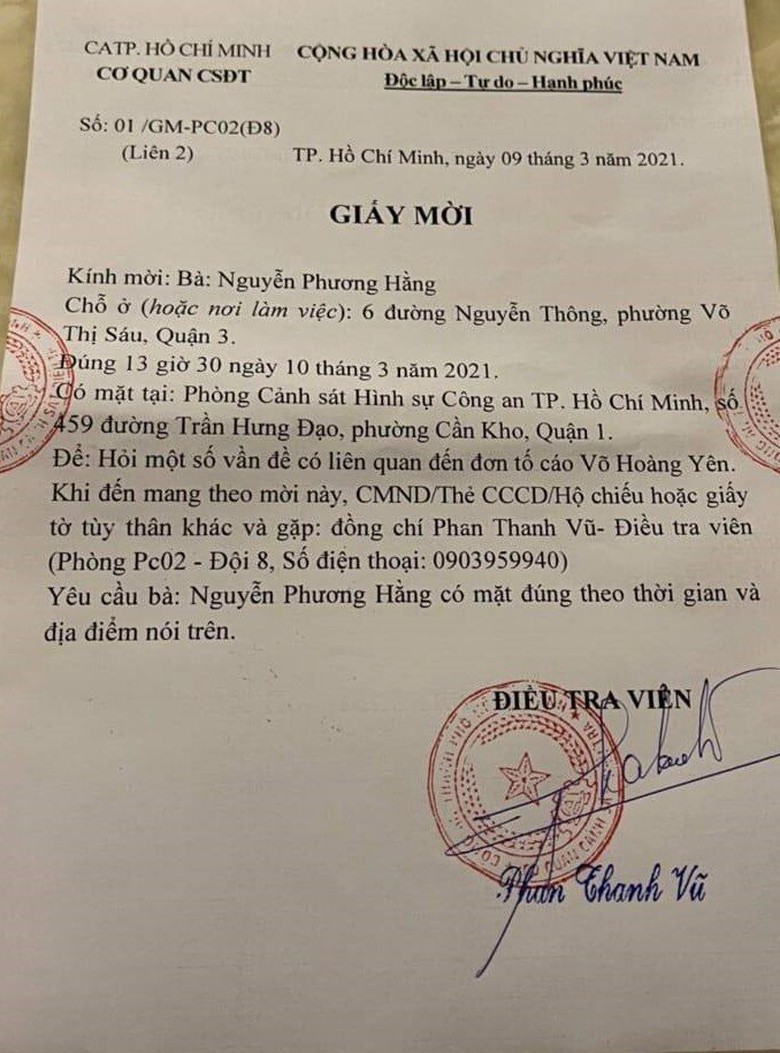 CATP. HỒ CHÍ MINH
CƠ QUAN CSĐT
CỘNG HÒA XÃ HỘI CHỦ NGHĨA VIỆT NAM
Độc lập – Tự do – Hạnh phúc
Số: 01 /GM-PC02(Đ8)
(Liên 2)
TP. Hồ Chí Minh, ngày 09 tháng 3 năm 2021.
GIẤY MỜI
Kính mời: Bà: Nguyễn Phương Hằng
Chỗ ở (hoặc nơi làm việc): 6 đường Nguyễn Thông, phường Võ
Thị Sáu, Quận 3.
Đúng 13 giờ 30 ngày 10 tháng 3 năm 2021.
Có mặt tại: Phòng Cảnh sát Hình sự Công an TP. Hồ Chí Minh, số
459 đường Trần Hưng Đạo, phường Cần Kho, Quận 1.
Để: Hỏi một số vấn đề có liên quan đến đơn tố cáo Võ Hoàng Yên.
Khi đến mang theo mời này, CMND/Thẻ CCCD/Hộ chiếu hoặc giấy
tờ tùy thân khác và gặp: đồng chí Phan Thanh Vũ- Điều tra viên
(Phòng Pc02 - Đội 8, Số điện thoại: 0903959940)
Yêu cầu bà: Nguyễn Phương Hằng có mặt đúng theo thời gian và
địa điểm nói trên.
ĐIỀU TRA VIÊN
Phan Thanh Vũ